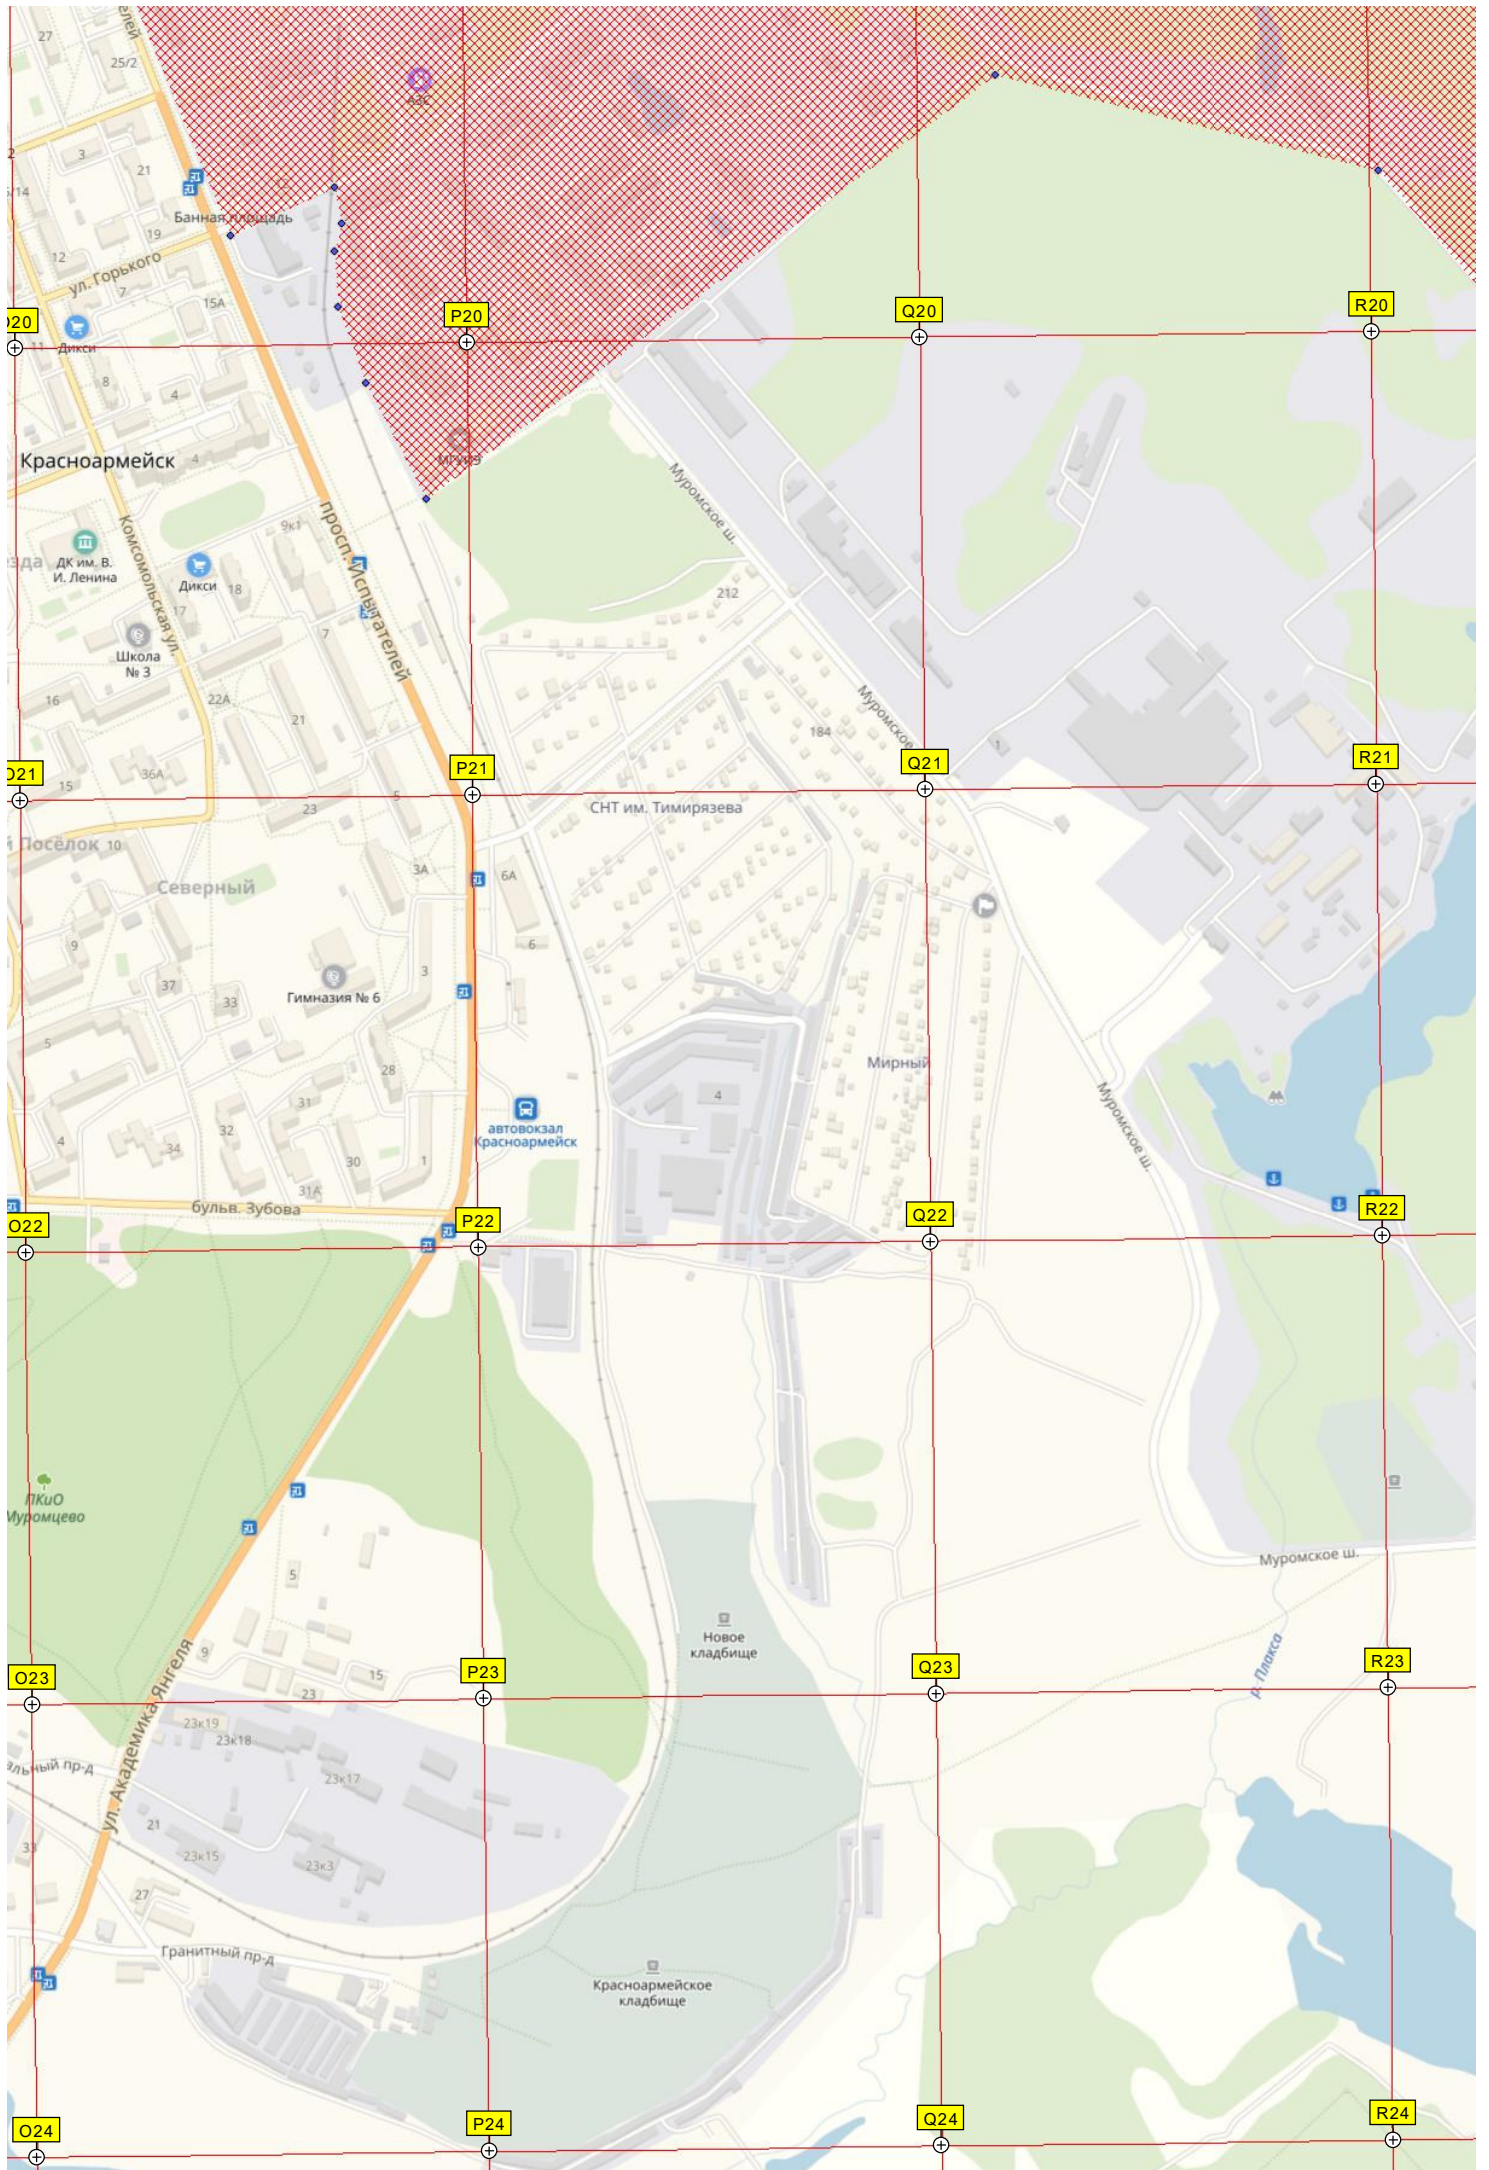 27
25/2
АЗС
3
21
12
Банная площадь
19
12
ул. Горького
7
15А
P20
Q20
R20
Дикси
11
8
4
Красноармейск
4
МГУПЭ
Муромское ш.
просп. Испытателей
Комсомольская ул.
9к1
ДК им. В.
И. Ленина
Дикси
18
17
212
7
Школа
№ 3
16
22А
21
184
Муромское
1
P21
Q21
R21
15
36А
5
23
СНТ им. Тимирязева
Посёлок
10
3А
6А
Северный
9
6
3
37
33
Гимназия № 6
5
28
4
Мирный
31
автовокзал
Красноармейск
32
4
34
30
1
31А
Муромское ш.
бульв. Зубова
O22
P22
Q22
R22
ПКиО
Муромцево
5
Муромское ш.
Новое
кладбище
9
15
р. Плакса
O23
P23
Q23
R23
23
23к19
23к18
ул. Академика Янгеля
23к17
21
33
23к15
23к3
27
Гранитный пр-д
Красноармейское
кладбище
O24
P24
Q24
R24